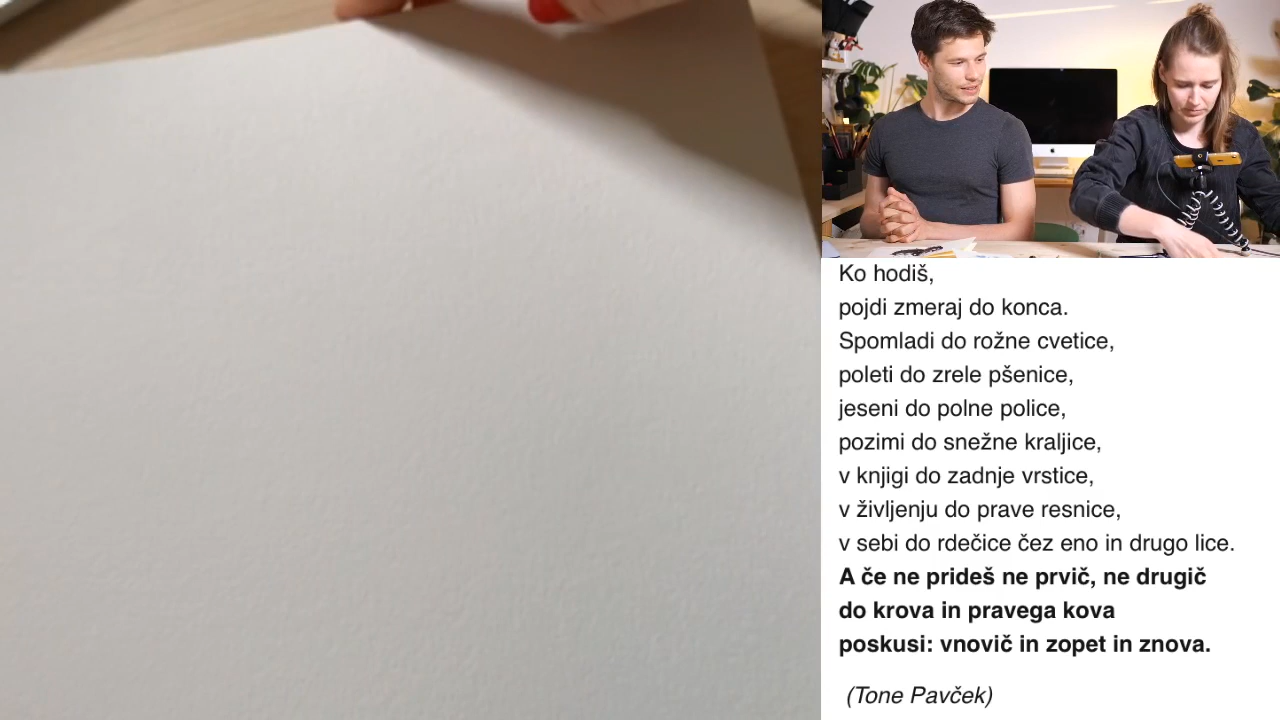 Ko hodiš,
pojdi zmeraj do konca.
Spomladi do rožne cvetice,
poleti do zrele pšenice,
jeseni do polne police,
pozimi do snežne kraljice,
v knjigi do zadnje vrstice,
v življenju do prave resnice,
v sebi do rdečice čez eno in drugo lice.
A če ne prideš ne prvič, ne drugič
do krova in pravega kova
poskusi: vnovič in zopet in znova.
(Tone Pavček)